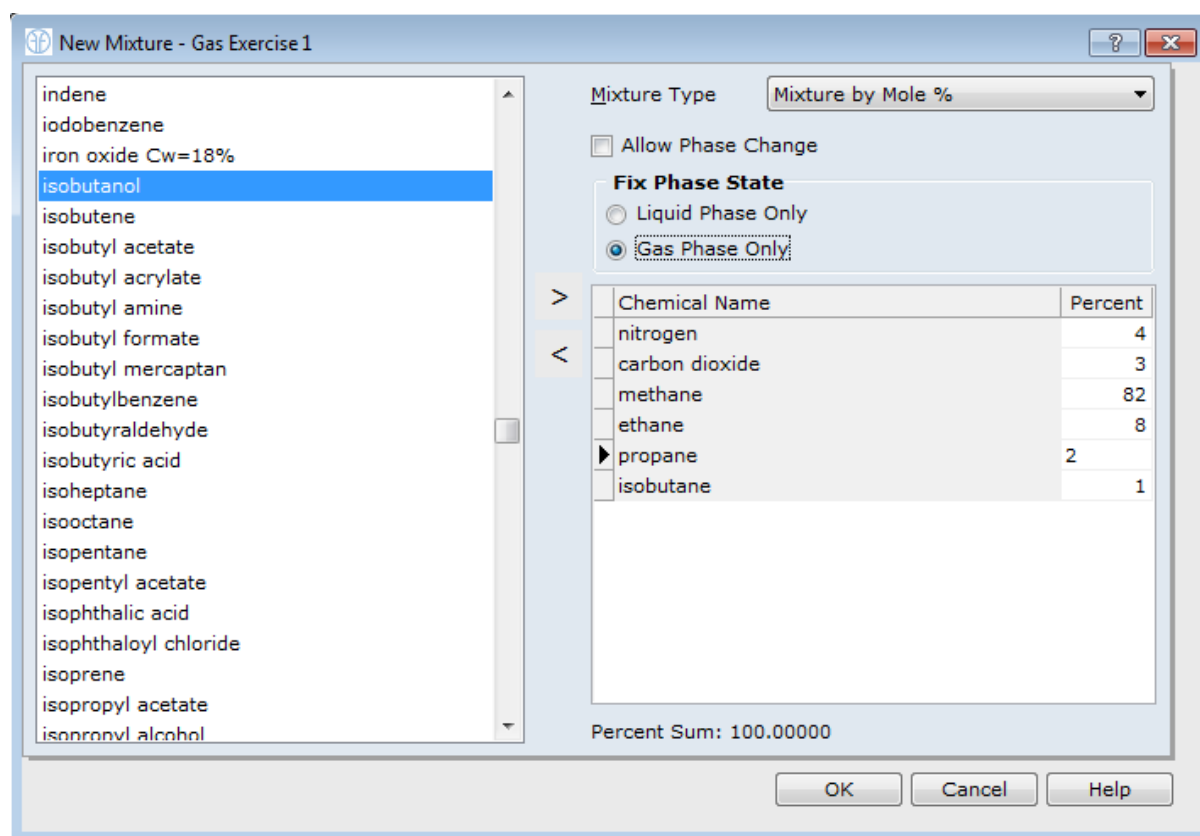 New Mixture - Gas Exercise 1
indene
iodobenzene
iron oxide Cw=18%
isobutanol
isobutene
isobutyl acetate
isobutyl acrylate
isobutyl amine
isobutyl formate
isobutyl mercaptan
isobutylbenzene
isobutyraldehyde
isobutyric acid
isoheptane
isooctane
isopentane
isopentyl acetate
isophthalic acid
isophthaloyl chloride
isoprene
isopropyl acetate
isopropyl alcohol
>
<
Mixture Type Mixture by Mole %
Allow Phase Change
Fix Phase State
Liquid Phase Only
Gas Phase Only
Chemical Name Percent
nitrogen 4
carbon dioxide 3
methane 82
ethane 8
propane 2
isobutane 1
Percent Sum: 100.00000
OK Cancel Help